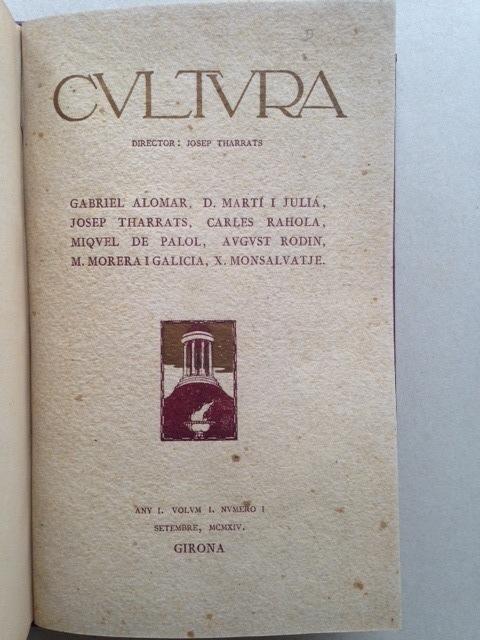 CVLTVRA
DIRECTOR: JOSEP THARRATS
GABRIEL ALOMAR, D. MARTÍ I JULIÁ,
JOSEP THARRATS, CARLES RAHOLA,
MIQVEL DE PALOL, AVGVST RODIN,
M. MORERA I GALICIA, X. MONSALVATJE.
ANY I. VOLVM I. NVMERO I
SETEMBRE, MCMXIV.
GIRONA